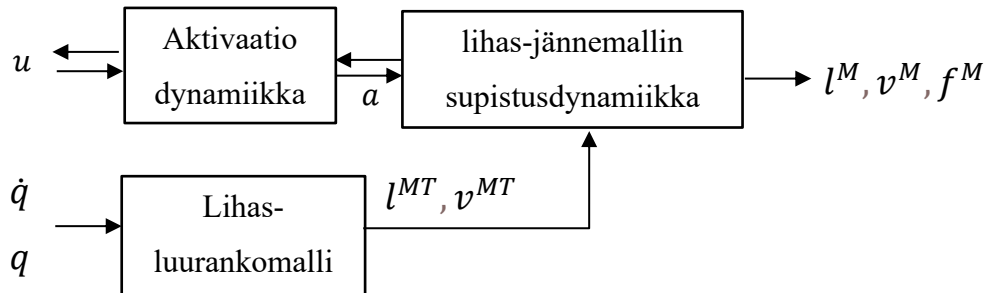 Aktivaatio
dynamiikka
lihas-jännemallin
supistusdynamiikka
u
a
l^M, v^M, f^M
q̇
q
Lihas-
luurankomalli
l^{MT}, v^{MT}